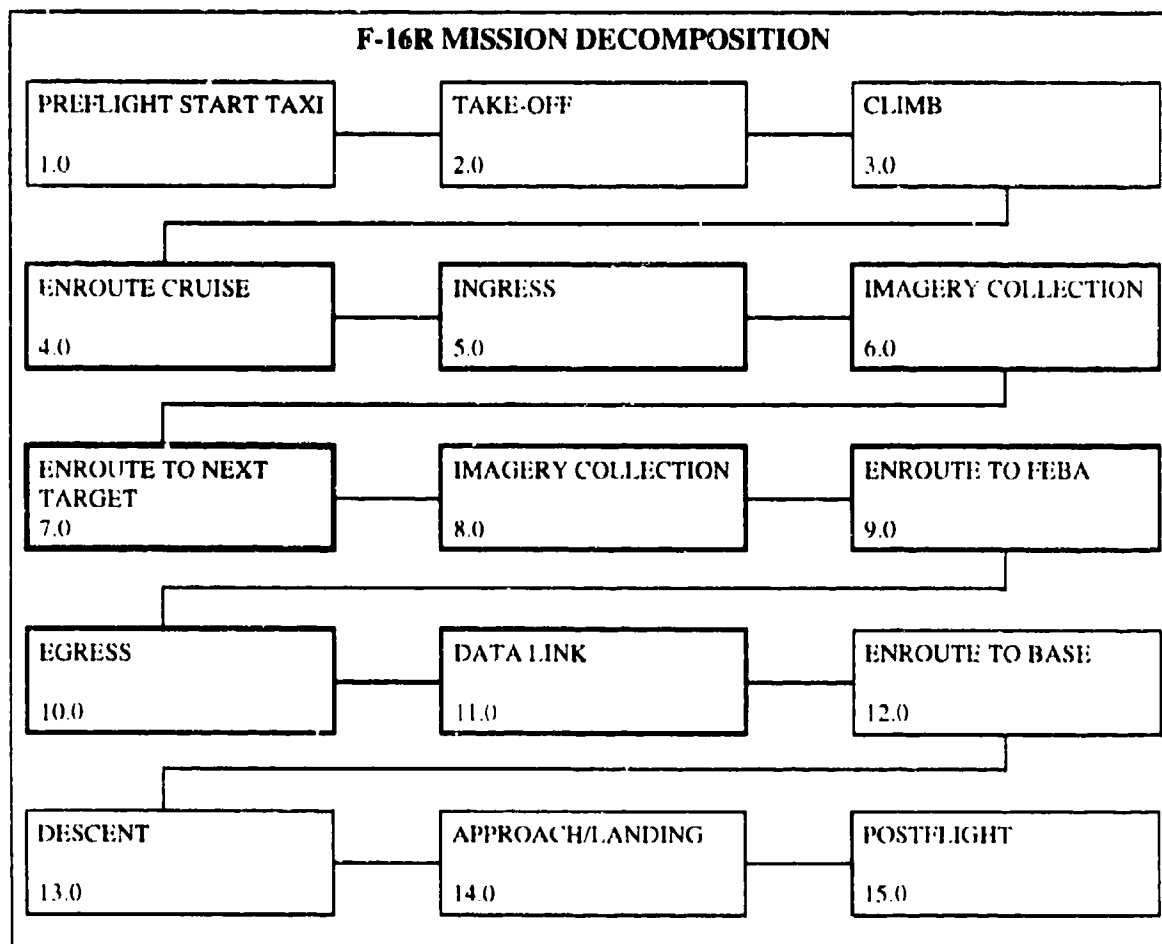 F-16R MISSION DECOMPOSITION
PREFLIGHT START TAXI
1.0
TAKE-OFF
2.0
CLIMB
3.0
ENROUTE CRUISE
4.0
INGRESS
5.0
IMAGERY COLLECTION
6.0
ENROUTE TO NEXT
TARGET
7.0
IMAGERY COLLECTION
8.0
ENROUTE TO FEBA
9.0
EGRESS
10.0
DATA LINK
11.0
ENROUTE TO BASE
12.0
DESCENT
13.0
APPROACH/LANDING
14.0
POSTFLIGHT
15.0